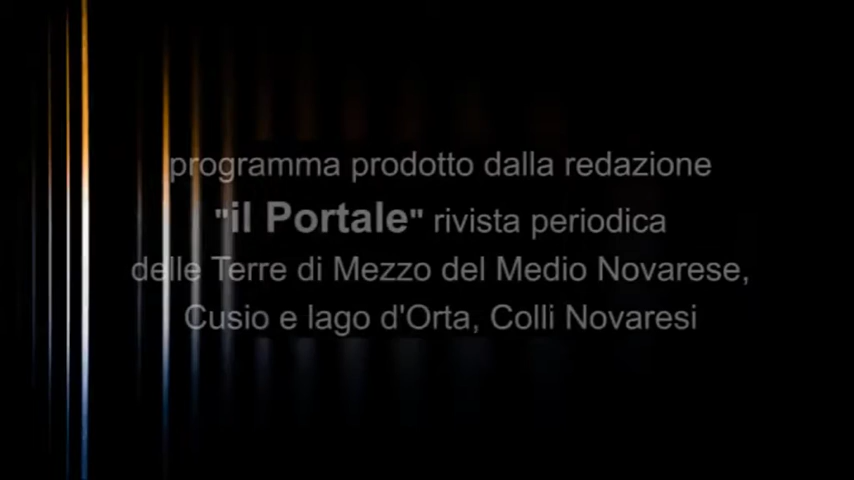 programma prodotto dalla redazione
"il Portale" rivista periodica
delle Terre di Mezzo del Medio Novarese,
Cusio e lago d'Orta, Colli Novaresi